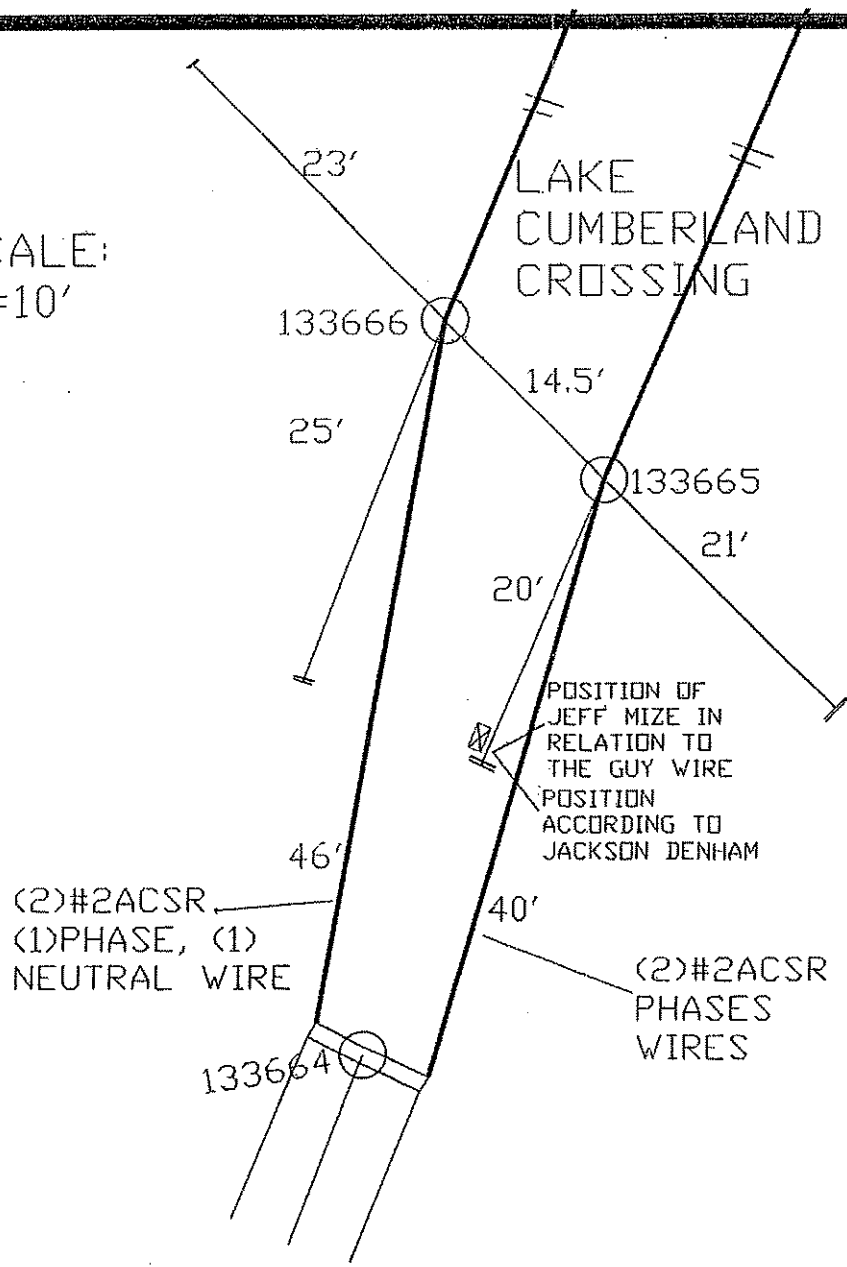 23'
LAKE
CUMBERLAND
CROSSING
CALE:
=10'
133666
14.5'
25'
133665
21'
20'
POSITION OF
JEFF MIZE IN
RELATION TO
THE GUY WIRE
POSITION
ACCORDING TO
JACKSON DENHAM
46'
(2)#2ACSR
(1)PHASE, (1)
NEUTRAL WIRE
40'
(2)#2ACSR
PHASES
WIRES
133664